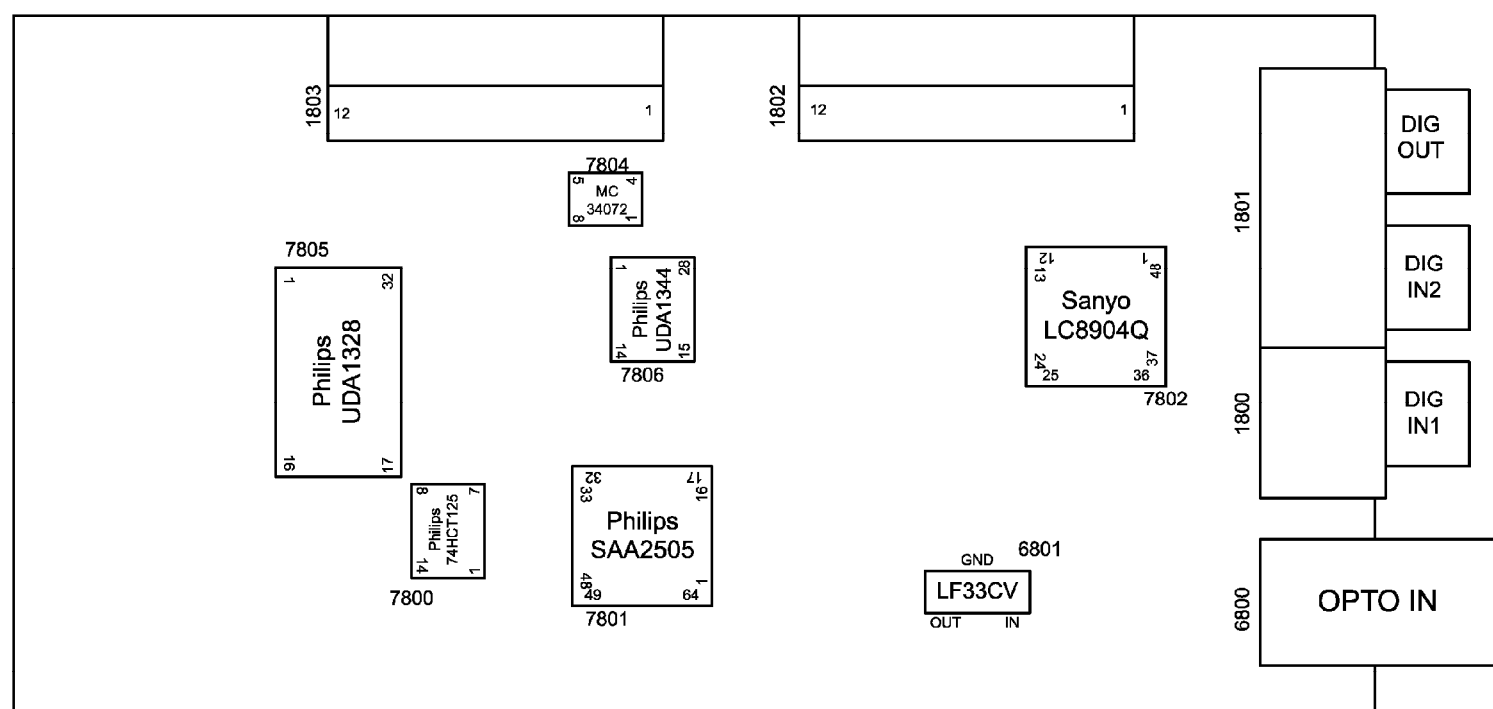 1803
12
1
1802
12
1
DIG
OUT
7804
5
4
MC
34072
8
1
1801
7805
1
32
Philips
UDA1328
16
17
1
28
Philips
UDA1344
14
15
7806
12
1
13
48
Sanyo
LC8904Q
24
37
25
36
7802
DIG
IN2
1800
DIG
IN1
8
7
Philips
74HCT125
14
1
7800
32
17
33
16
Philips
SAA2505
48
1
49
64
7801
GND
6801
LF33CV
OUT
IN
6800
OPTO IN